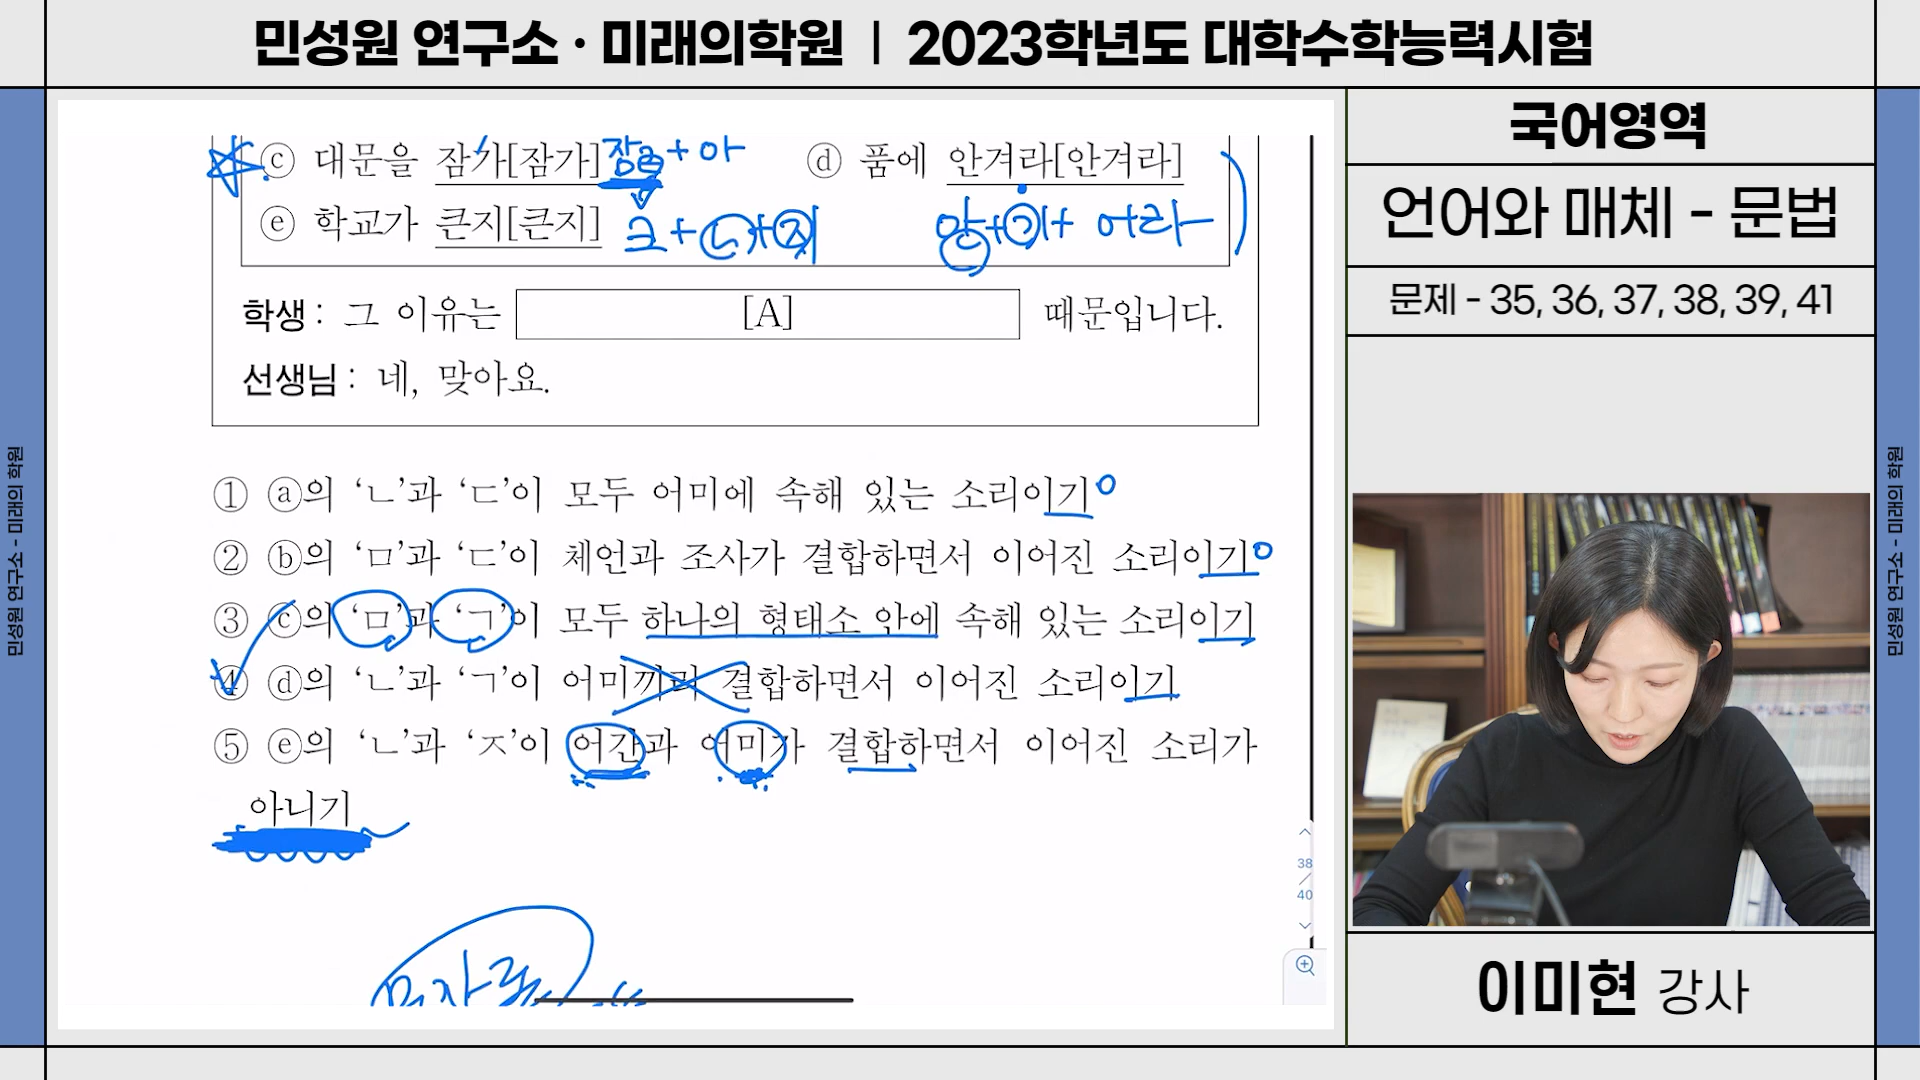 민성원 연구소 · 미래의학원 | 2023학년도 대학수학능력시험
민성원 연구소 - 미래의 학원
ⓒ 대문을 잠가[잠가] 잠그 + 아
ⓓ 품에 안겨라[안겨라]
ⓔ 학교가 큰지[큰지] 크 + ㄴ + 지
안 + 기 + 어라
학생 : 그 이유는 [A] 때문입니다.
선생님 : 네, 맞아요.
① ⓐ의 ‘ㄴ’과 ‘ㄷ’이 모두 어미에 속해 있는 소리이기
② ⓑ의 ‘ㅁ’과 ‘ㄷ’이 체언과 조사가 결합하면서 이어진 소리이기
③ ⓒ의 ‘ㅁ’과 ‘ㄱ’이 모두 하나의 형태소 안에 속해 있는 소리이기
④ ⓓ의 ‘ㄴ’과 ‘ㄱ’이 어미끼리 결합하면서 이어진 소리이기
⑤ ⓔ의 ‘ㄴ’과 ‘ㅈ’이 어간과 어미가 결합하면서 이어진 소리가
아니기
38
40
국어영역
언어와 매체 - 문법
문제 - 35, 36, 37, 38, 39, 41
이미현 강사
민성원 연구소 - 미래의 학원